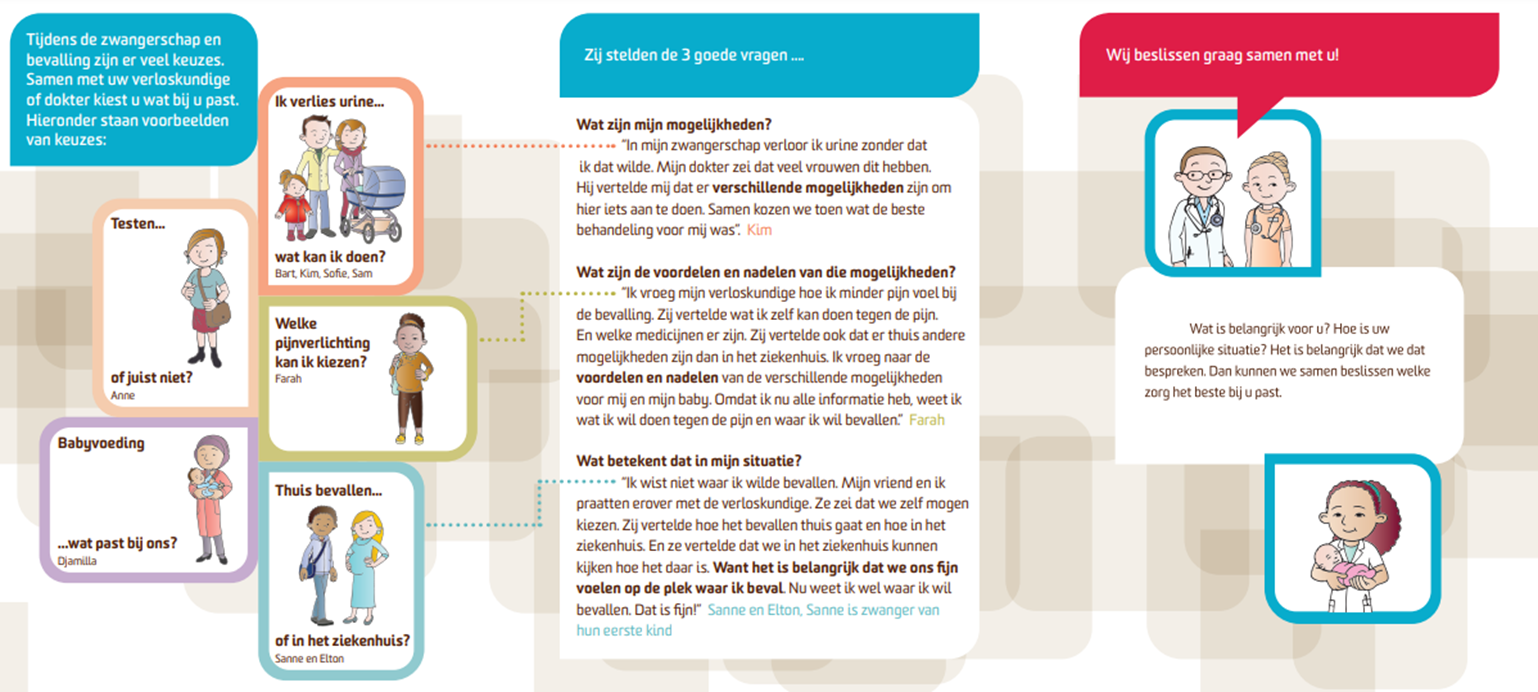 Tijdens de zwangerschap en
bevalling zijn er veel keuzes.
Samen met uw verloskundige
of dokter kiest u wat bij u past.
Hieronder staan voorbeelden
van keuzes:
Ik verlies urine...
wat kan ik doen?
Bart, Kim, Sofie, Sam
Testen...
of juist niet?
Anne
Welke
pijnverlichting
kan ik kiezen?
Farah
Babyvoeding
...wat past bij ons?
Djamilla
Thuis bevallen...
of in het ziekenhuis?
Sanne en Elton
Zij stelden de 3 goede vragen ....
Wat zijn mijn mogelijkheden?
“In mijn zwangerschap verloor ik urine zonder dat
ik dat wilde. Mijn dokter zei dat veel vrouwen dit hebben.
Hij vertelde mij dat er verschillende mogelijkheden zijn om
hier iets aan te doen. Samen kozen we toen wat de beste
behandeling voor mij was”. Kim
Wat zijn de voordelen en nadelen van die mogelijkheden?
“Ik vroeg mijn verloskundige hoe ik minder pijn voel bij
de bevalling. Zij vertelde wat ik zelf kan doen tegen de pijn.
En welke medicijnen er zijn. Zij vertelde ook dat er thuis andere
mogelijkheden zijn dan in het ziekenhuis. Ik vroeg naar de
voordelen en nadelen van de verschillende mogelijkheden
voor mij en mijn baby. Omdat ik nu alle informatie heb, weet ik
wat ik wil doen tegen de pijn en waar ik wil bevallen.” Farah
Wat betekent dat in mijn situatie?
“Ik wist niet waar ik wilde bevallen. Mijn vriend en ik
praatten erover met de verloskundige. Ze zei dat we zelf mogen
kiezen. Zij vertelde hoe het bevallen thuis gaat en hoe in het
ziekenhuis. En ze vertelde dat we in het ziekenhuis kunnen
kijken hoe het daar is. Want het is belangrijk dat we ons fijn
voelen op de plek waar ik beval. Nu weet ik wel waar ik wil
bevallen. Dat is fijn!” Sanne en Elton, Sanne is zwanger van
hun eerste kind
Wij beslissen graag samen met u!
Wat is belangrijk voor u? Hoe is uw
persoonlijke situatie? Het is belangrijk dat we dat
bespreken. Dan kunnen we samen beslissen welke
zorg het beste bij u past.